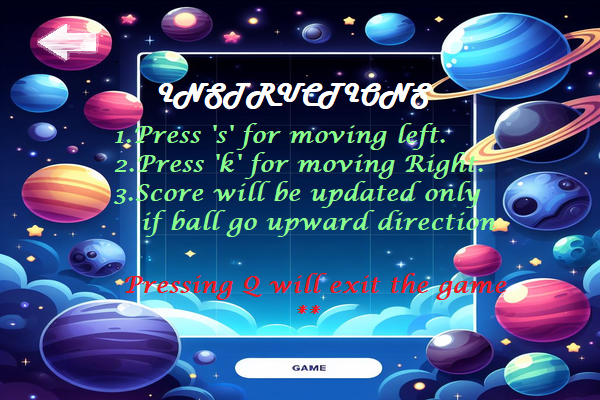 INSTRUCTIONS
1.Press 's' for moving left.
2.Press 'k' for moving Right.
3.Score will be updated only
if ball go upward direction
Pressing Q will exit the game
**
GAME